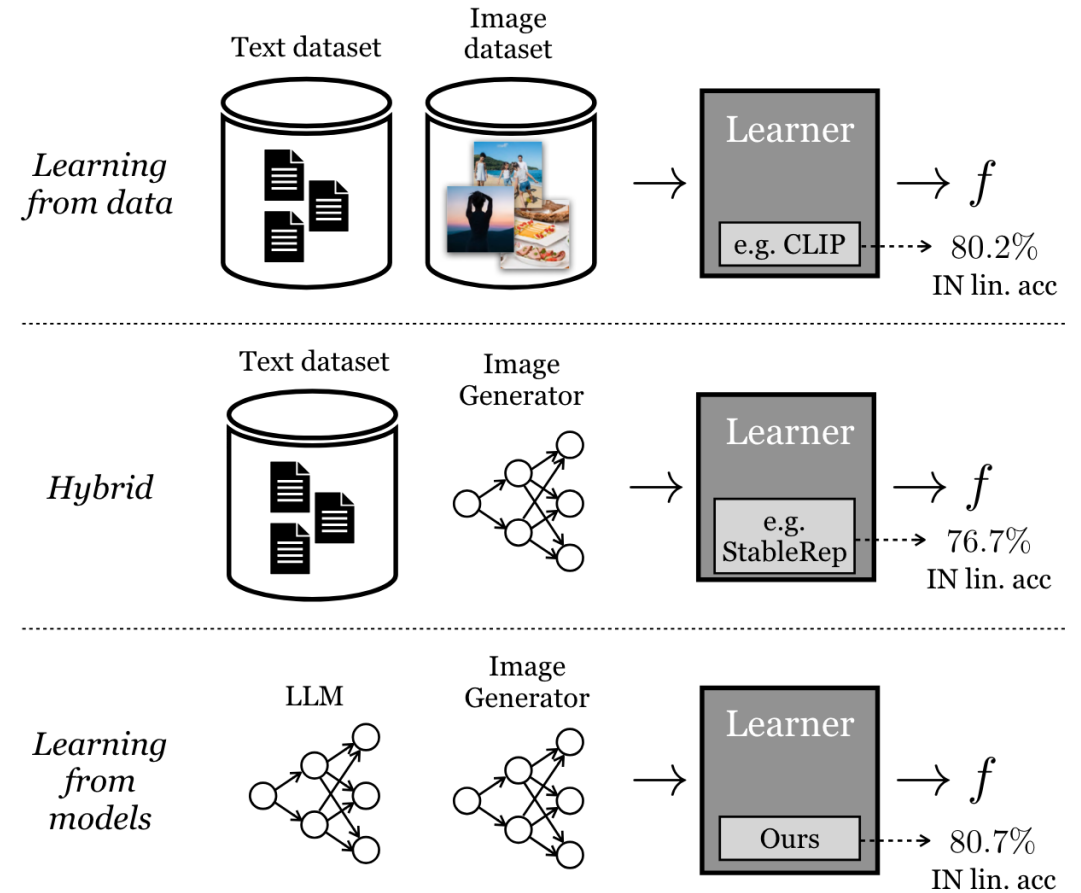 Text dataset
Image
dataset
Learning
from data
Learner
e.g. CLIP
f
80.2%
IN lin. acc
Text dataset
Image
Generator
Hybrid
Learner
e.g.
StableRep
f
76.7%
IN lin. acc
LLM
Image
Generator
Learning
from
models
Learner
Ours
f
80.7%
IN lin. acc